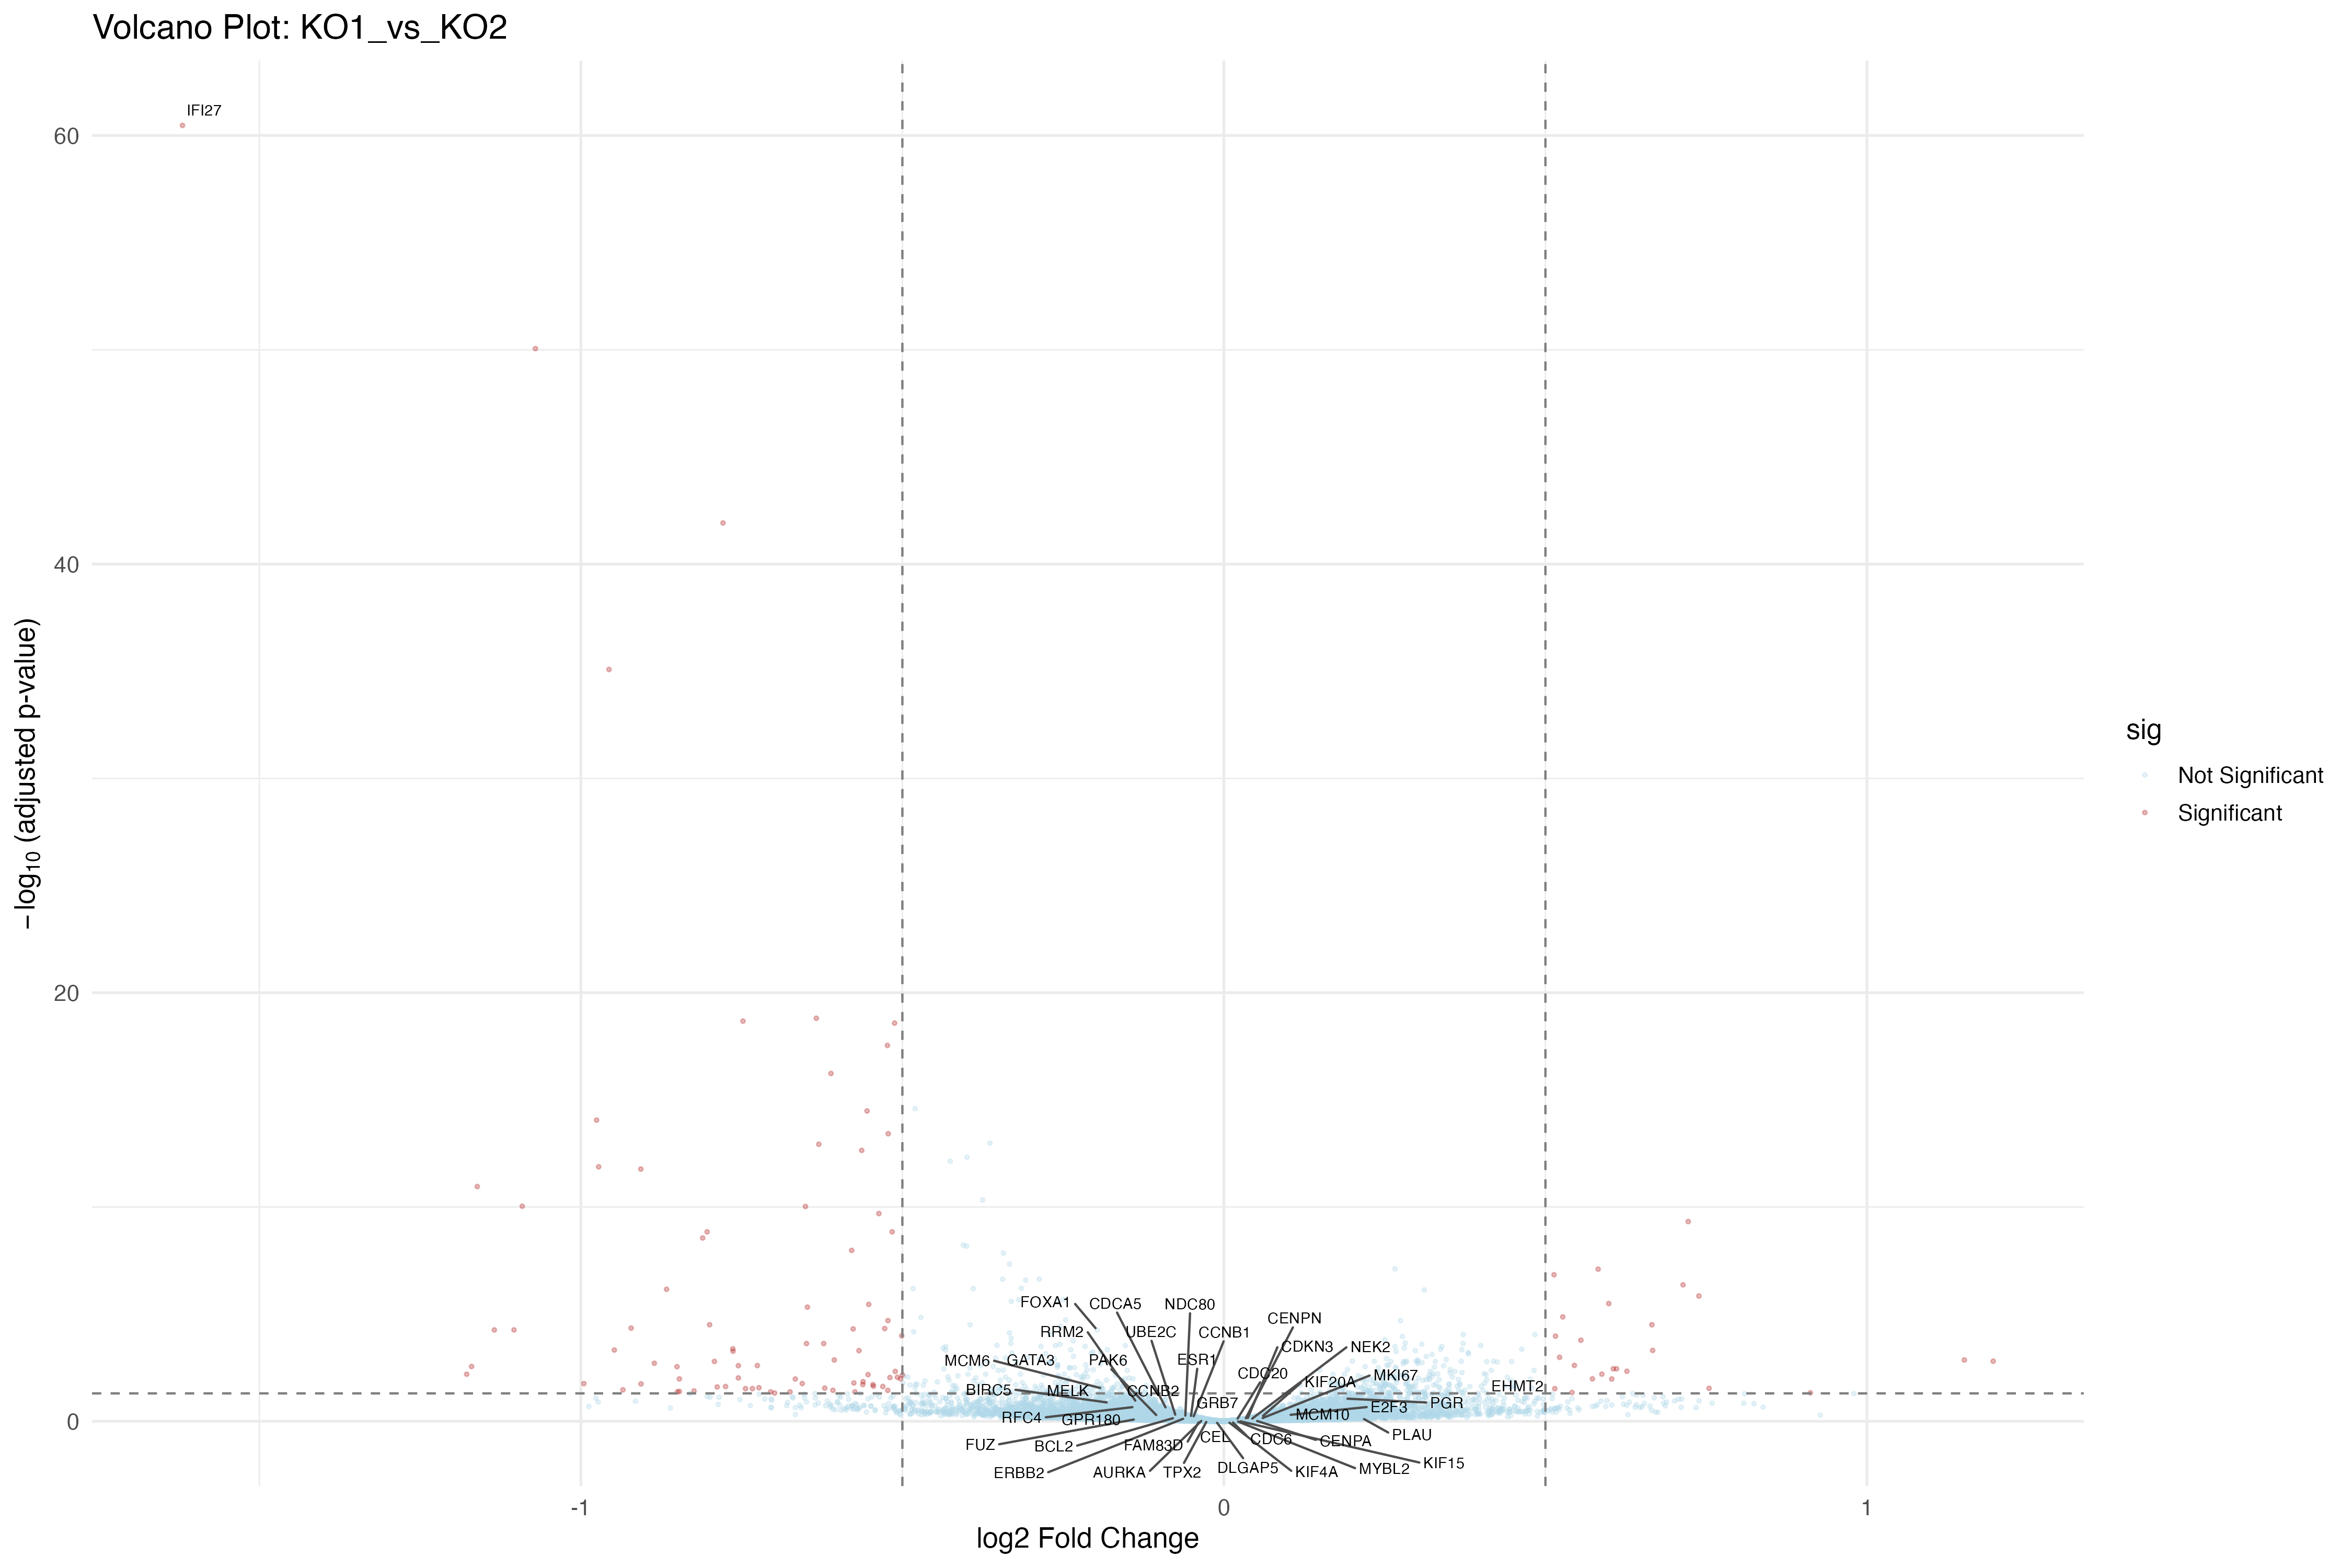 Volcano Plot: KO1_vs_KO2
IFI27
60
40
20
0
−log10 (adjusted p-value)
FOXA1 CDCA5 NDC80
CENPN
RRM2 UBE2C CCNB1
CDKN3 NEK2
MCM6 GATA3 PAK6 ESR1
CDC20 MKI67
KIF20A EHMT2
BIRC5 MELK CCNB2
GRB7 E2F3 PGR
RFC4 GPR180 MCM10
PLAU
FUZ BCL2 FAM83D CEL CDC6 CENPA
KIF15
ERBB2 AURKA TPX2 DLGAP5 KIF4A MYBL2
-1 0 1
log2 Fold Change
sig
Not Significant
Significant